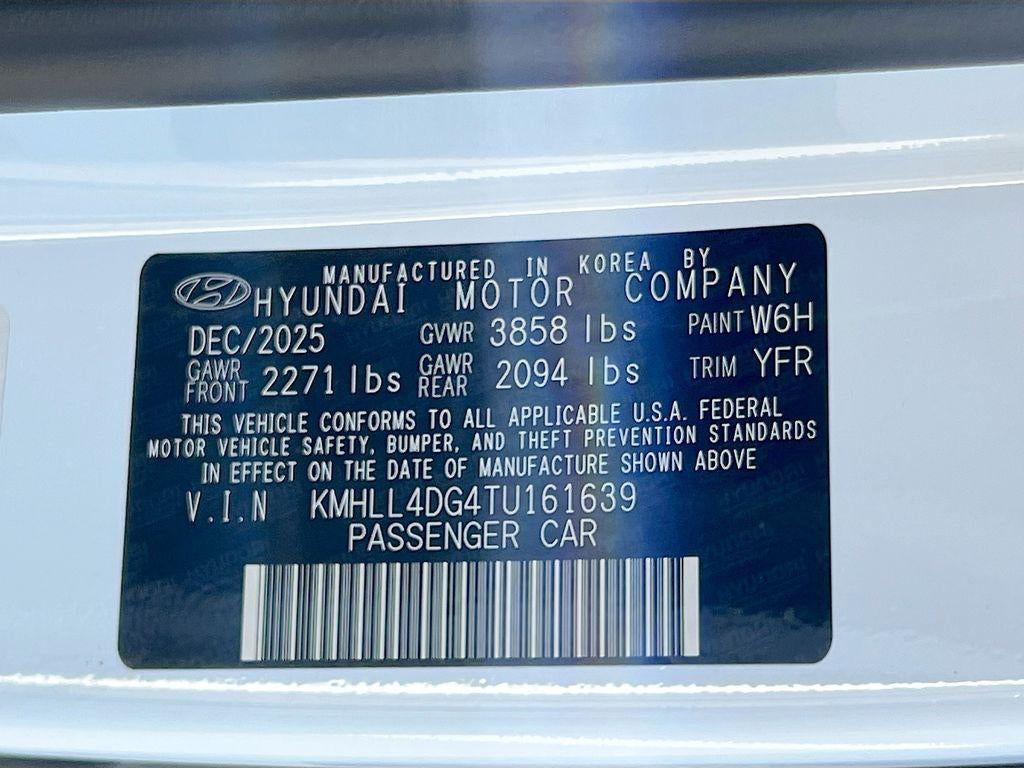 MANUFACTURED IN KOREA BY
HYUNDAI MOTOR COMPANY
DEC/2025 GVWR 3858 lbs PAINT W6H
GAWR FRONT 2271 lbs GAWR REAR 2094 lbs TRIM YFR
THIS VEHICLE CONFORMS TO ALL APPLICABLE U.S.A. FEDERAL
MOTOR VEHICLE SAFETY, BUMPER, AND THEFT PREVENTION STANDARDS
IN EFFECT ON THE DATE OF MANUFACTURE SHOWN ABOVE
V.I.N KMHLL4DG4TU161639
PASSENGER CAR